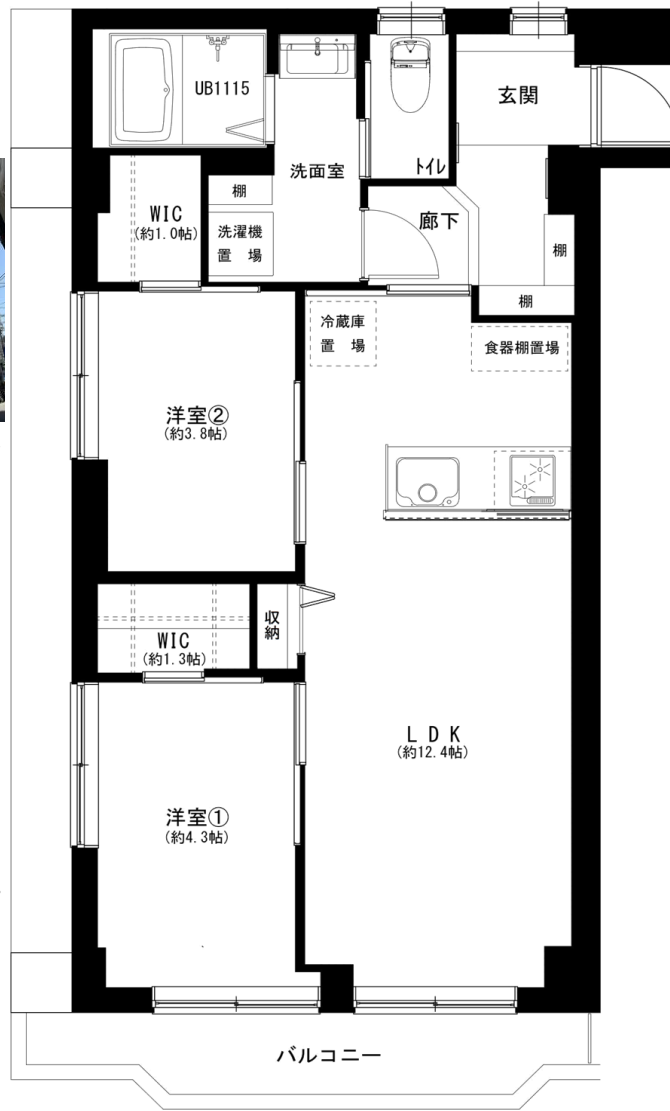 UB1115
玄関
トイレ
洗面室
棚
WIC
(約1.0帖)
洗濯機
置 場
廊下
棚
棚
冷蔵庫
置 場
食器棚置場
洋室②
(約3.8帖)
収納
WIC
(約1.3帖)
LDK
(約12.4帖)
洋室①
(約4.3帖)
バルコニー